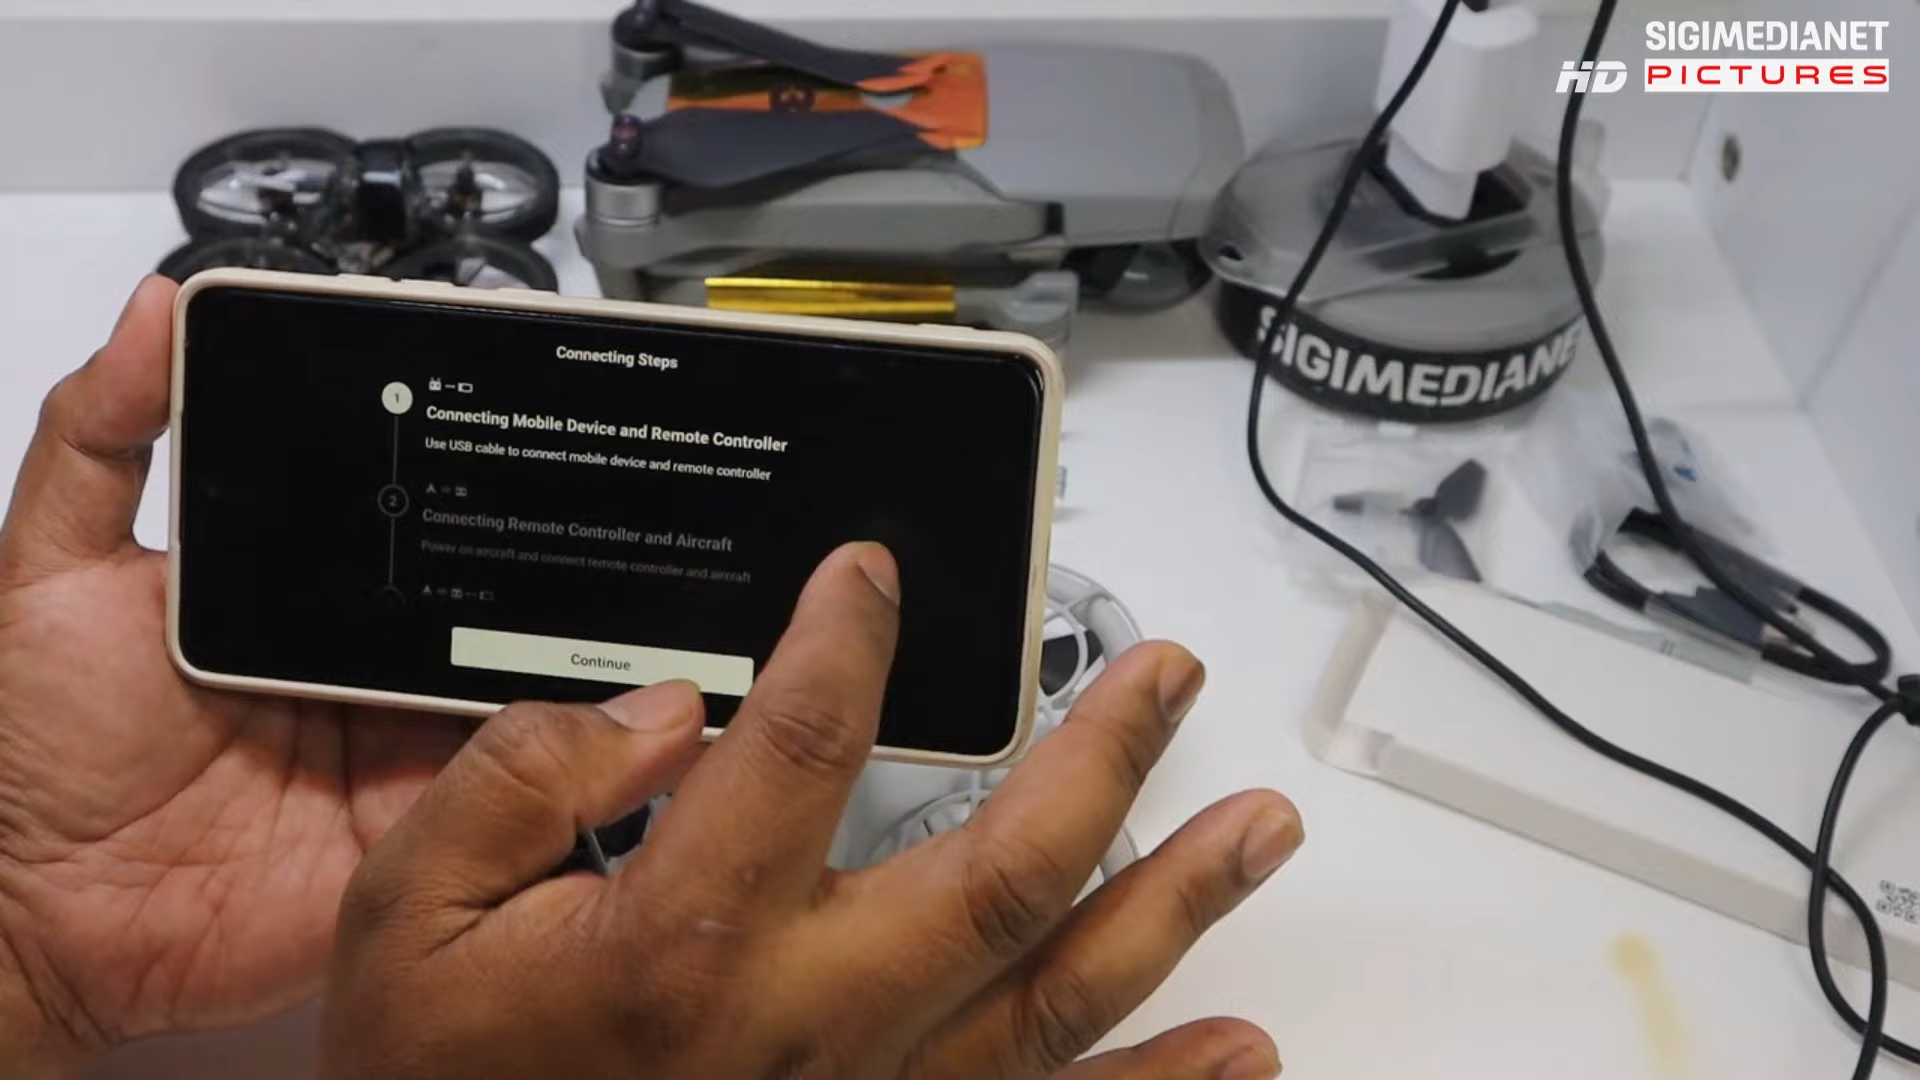 SIGIMEDIANET
HD PICTURES
SIGIMEDIANE
Connecting Steps
1
Connecting Mobile Device and Remote Controller
Use USB cable to connect mobile device and remote controller
2
Connecting Remote Controller and Aircraft
Power on aircraft and connect remote controller and aircraft
Continue